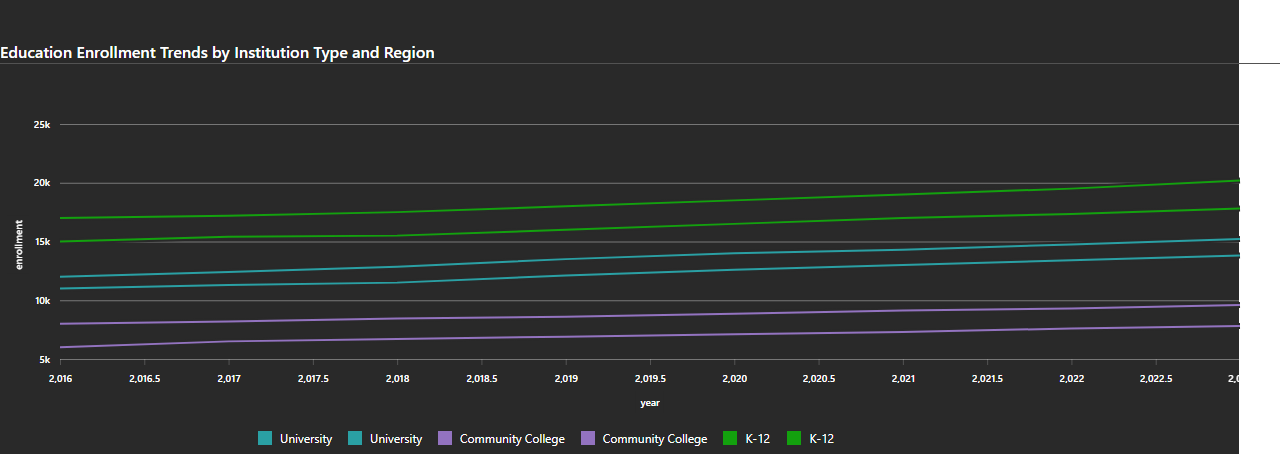 Education Enrollment Trends by Institution Type and Region
25k
20k
15k
10k
5k
enrollment
2,016 2,016.5 2,017 2,017.5 2,018 2,018.5 2,019 2,019.5 2,020 2,020.5 2,021 2,021.5 2,022 2,022.5
year
University University Community College Community College K-12 K-12